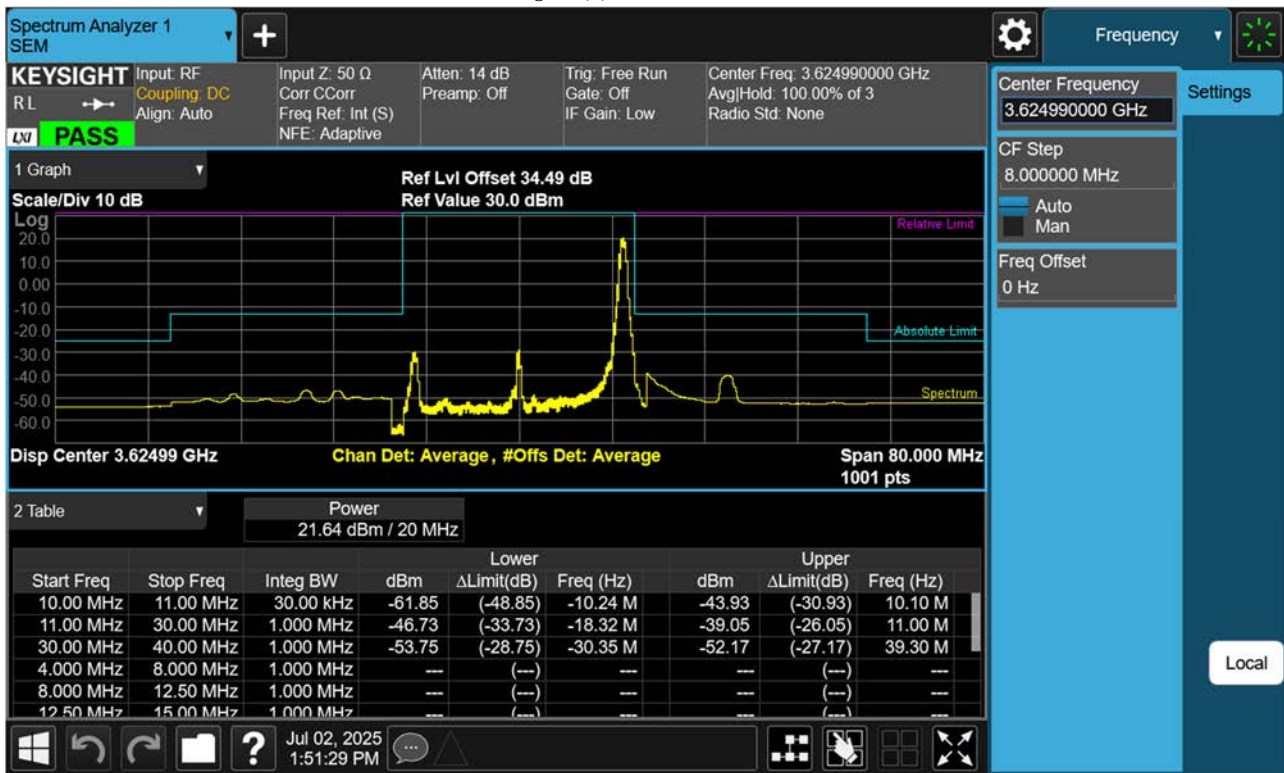 Spectrum Analyzer 1
SEM
Frequency
KEYSIGHT
R L
LXI
PASS
Input: RF
Coupling: DC
Align: Auto
Input Z: 50 Ω
Corr CCorr
Freq Ref: Int (S)
NFE: Adaptive
Atten: 14 dB
Preamp: Off
Trig: Free Run
Gate: Off
IF Gain: Low
Center Freq: 3.624990000 GHz
Avg|Hold: 100.00% of 3
Radio Std: None
Center Frequency
3.624990000 GHz
Settings
CF Step
8.000000 MHz
Auto
Man
Freq Offset
0 Hz
Local
1 Graph
Scale/Div 10 dB
Ref Lvl Offset 34.49 dB
Ref Value 30.0 dBm
Log
20.0
10.0
0.00
-10.0
-20.0
-30.0
-40.0
-50.0
-60.0
Relative Limit
Absolute Limit
Spectrum
Disp Center 3.62499 GHz
Chan Det: Average , #Offs Det: Average
Span 80.000 MHz
1001 pts
2 Table
Power
21.64 dBm / 20 MHz
Lower Upper
Start Freq Stop Freq Integ BW dBm ΔLimit(dB) Freq (Hz) dBm ΔLimit(dB) Freq (Hz)
10.00 MHz 11.00 MHz 30.00 kHz -61.85 (-48.85) -10.24 M -43.93 (-30.93) 10.10 M
11.00 MHz 30.00 MHz 1.000 MHz -46.73 (-33.73) -18.32 M -39.05 (-26.05) 11.00 M
30.00 MHz 40.00 MHz 1.000 MHz -53.75 (-28.75) -30.35 M -52.17 (-27.17) 39.30 M
4.000 MHz 8.000 MHz 1.000 MHz --- (---) --- --- (---) ---
8.000 MHz 12.50 MHz 1.000 MHz --- (---) --- --- (---) ---
12.50 MHz 15.00 MHz 1.000 MHz --- (---) --- --- (---) ---
Jul 02, 2025
1:51:29 PM